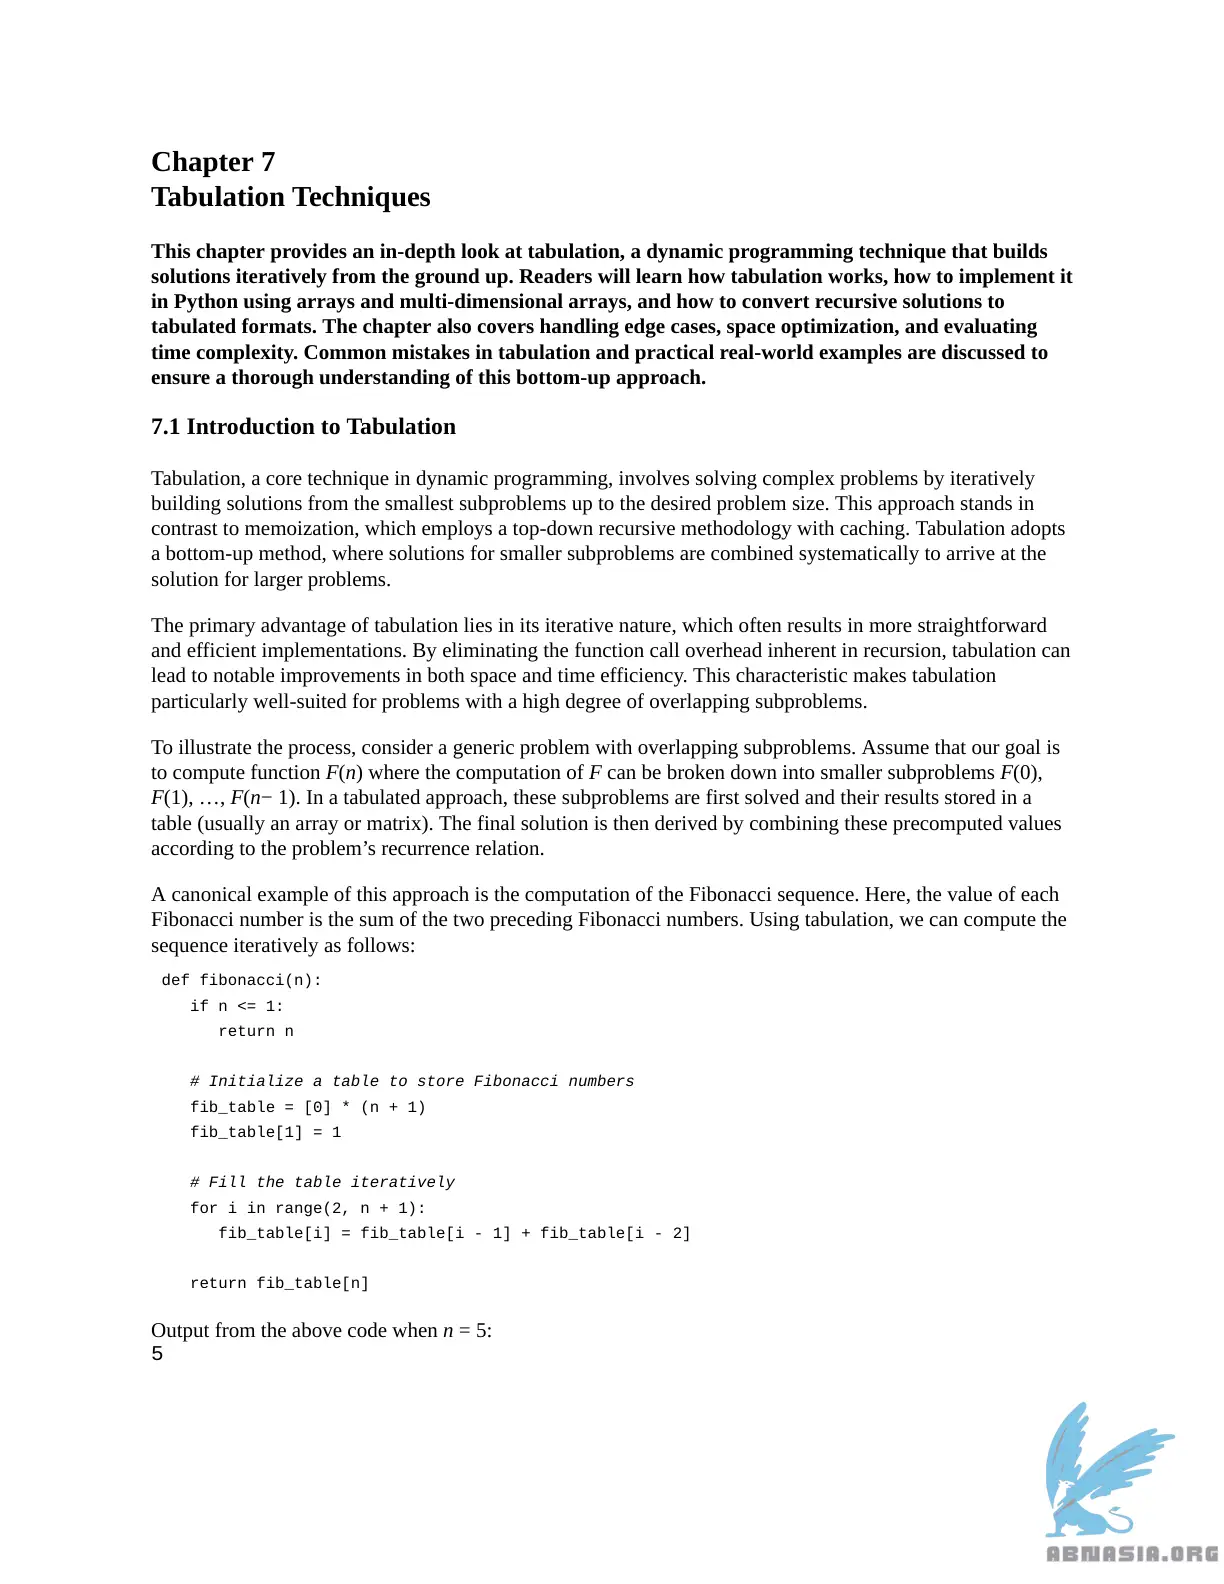 Chapter 7
Tabulation Techniques
This chapter provides an in-depth look at tabulation, a dynamic programming technique that builds
solutions iteratively from the ground up. Readers will learn how tabulation works, how to implement it
in Python using arrays and multi-dimensional arrays, and how to convert recursive solutions to
tabulated formats. The chapter also covers handling edge cases, space optimization, and evaluating
time complexity. Common mistakes in tabulation and practical real-world examples are discussed to
ensure a thorough understanding of this bottom-up approach.
7.1 Introduction to Tabulation
Tabulation, a core technique in dynamic programming, involves solving complex problems by iteratively
building solutions from the smallest subproblems up to the desired problem size. This approach stands in
contrast to memoization, which employs a top-down recursive methodology with caching. Tabulation adopts
a bottom-up method, where solutions for smaller subproblems are combined systematically to arrive at the
solution for larger problems.
The primary advantage of tabulation lies in its iterative nature, which often results in more straightforward
and efficient implementations. By eliminating the function call overhead inherent in recursion, tabulation can
lead to notable improvements in both space and time efficiency. This characteristic makes tabulation
particularly well-suited for problems with a high degree of overlapping subproblems.
To illustrate the process, consider a generic problem with overlapping subproblems. Assume that our goal is
to compute function F(n) where the computation of F can be broken down into smaller subproblems F(0),
F(1), …, F(n− 1). In a tabulated approach, these subproblems are first solved and their results stored in a
table (usually an array or matrix). The final solution is then derived by combining these precomputed values
according to the problem’s recurrence relation.
A canonical example of this approach is the computation of the Fibonacci sequence. Here, the value of each
Fibonacci number is the sum of the two preceding Fibonacci numbers. Using tabulation, we can compute the
sequence iteratively as follows:
def fibonacci(n):
   if n <= 1:
      return n
   # Initialize a table to store Fibonacci numbers
   fib_table = [0] * (n + 1)
   fib_table[1] = 1
   # Fill the table iteratively
   for i in range(2, n + 1):
      fib_table[i] = fib_table[i - 1] + fib_table[i - 2]
   return fib_table[n]
Output from the above code when n = 5:
5
ABNASIA.ORG